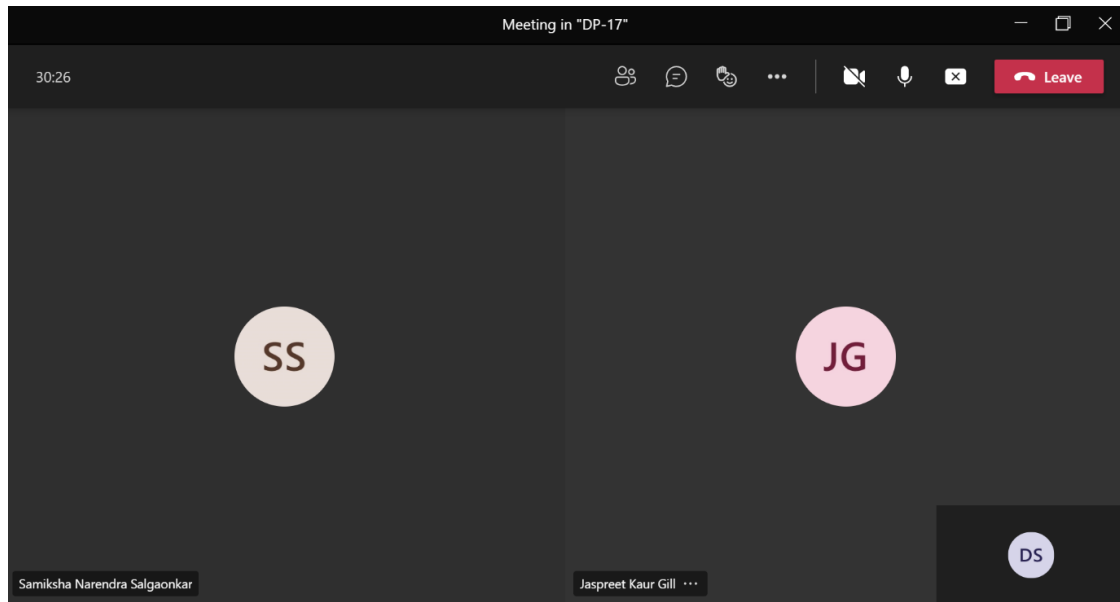 Meeting in "DP-17"
30:26
Leave
SS
JG
DS
Samiksha Narendra Salgaonkar
Jaspreet Kaur Gill